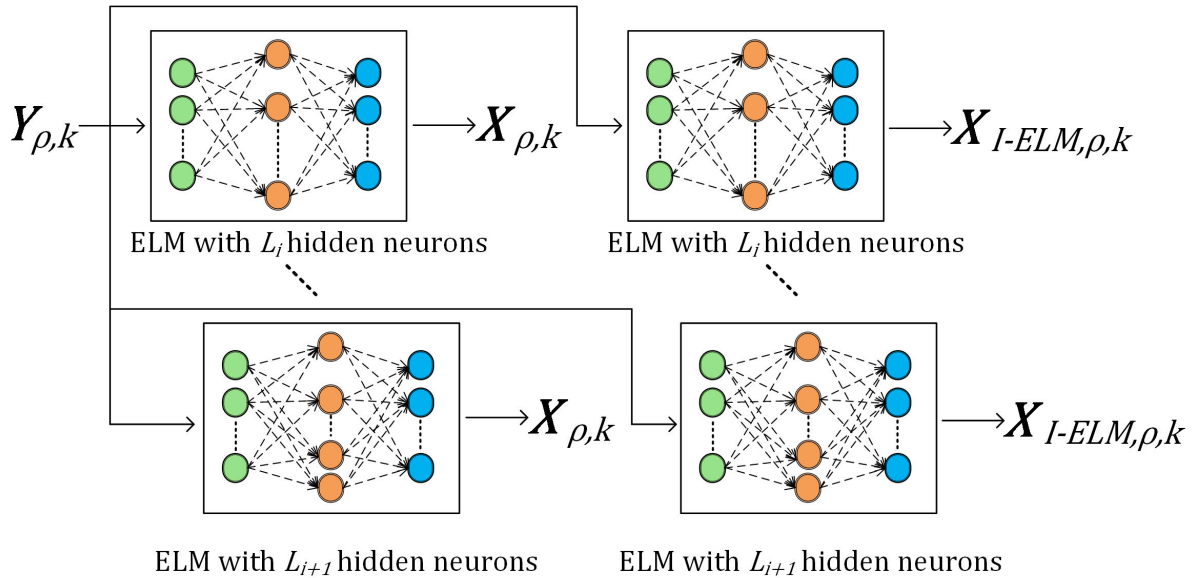 Y_{ρ,k}
X_{ρ,k}
X_{I-ELM,ρ,k}
ELM with L_i hidden neurons
ELM with L_i hidden neurons
X_{ρ,k}
X_{I-ELM,ρ,k}
ELM with L_{i+1} hidden neurons
ELM with L_{i+1} hidden neurons